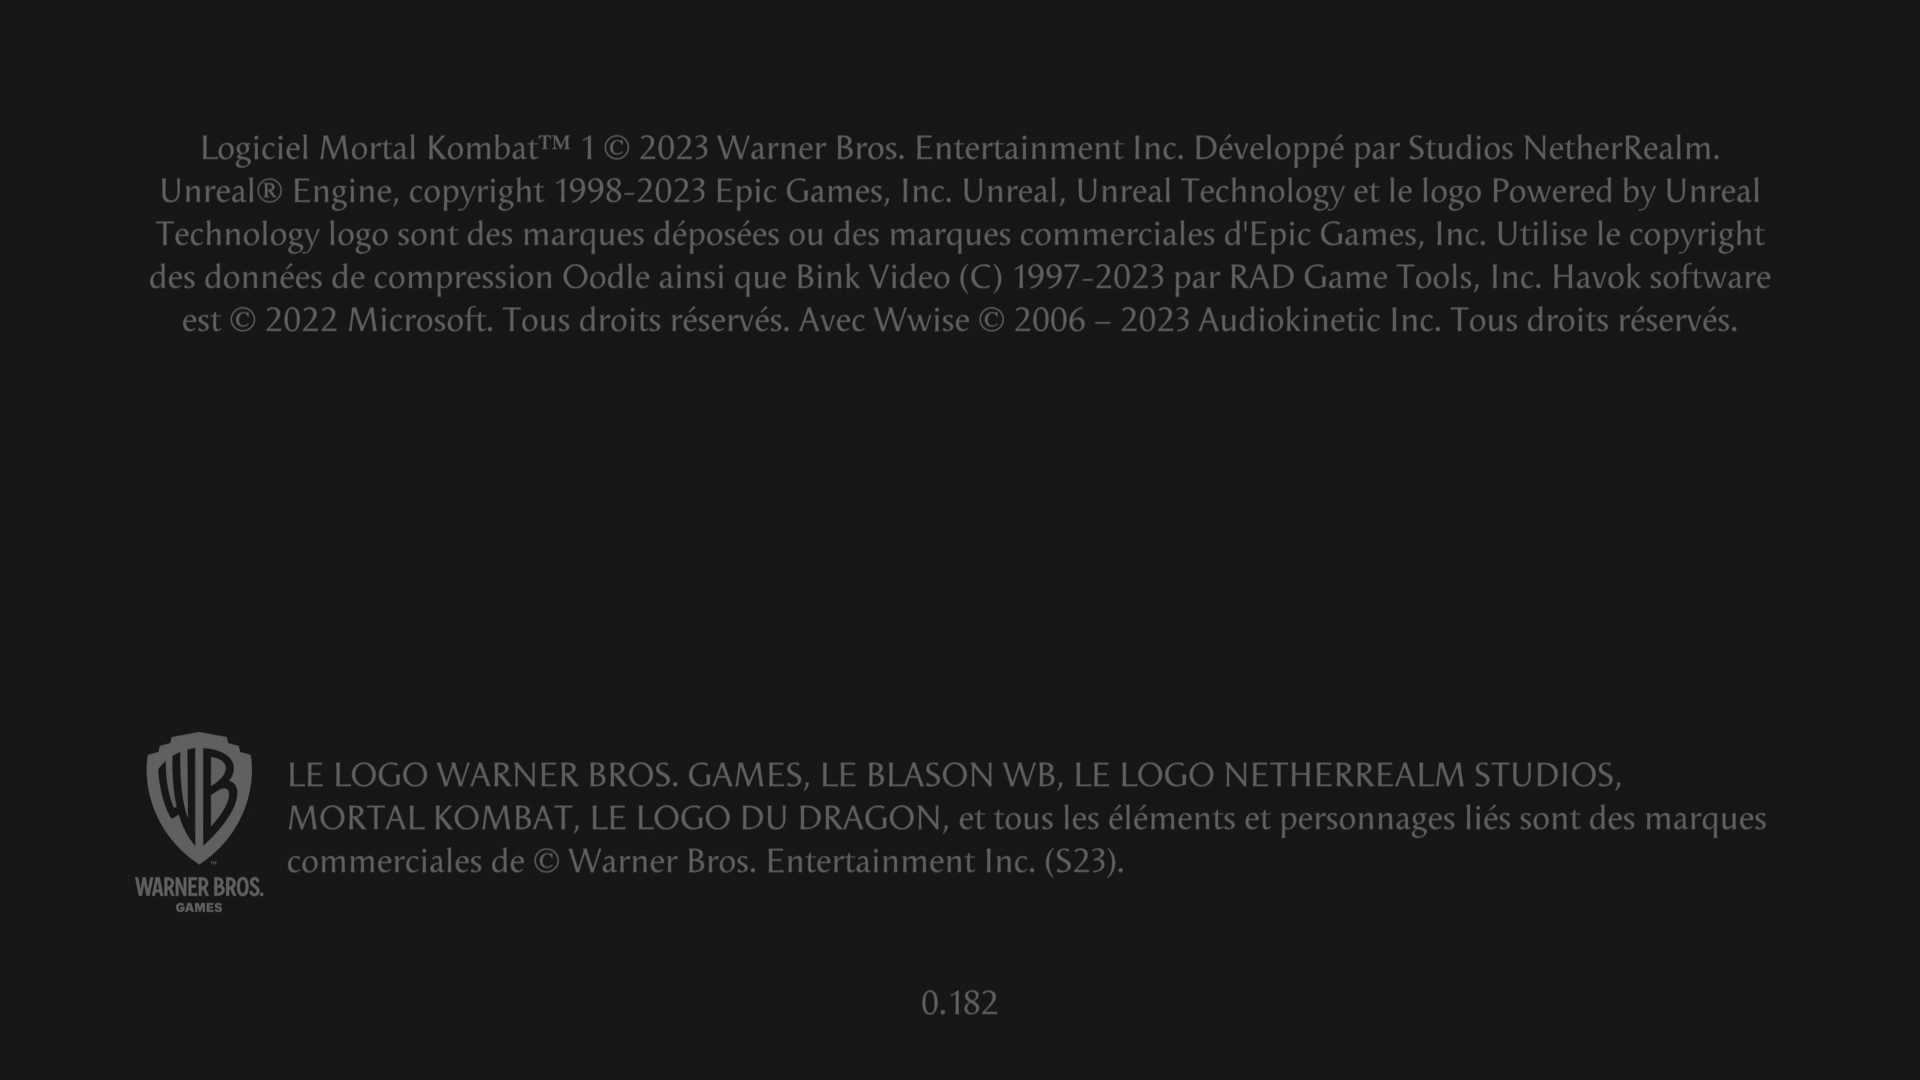 Logiciel Mortal Kombat™ 1 © 2023 Warner Bros. Entertainment Inc. Développé par Studios NetherRealm.
Unreal® Engine, copyright 1998-2023 Epic Games, Inc. Unreal, Unreal Technology et le logo Powered by Unreal
Technology logo sont des marques déposées ou des marques commerciales d'Epic Games, Inc. Utilise le copyright
des données de compression Oodle ainsi que Bink Video (C) 1997-2023 par RAD Game Tools, Inc. Havok software
est © 2022 Microsoft. Tous droits réservés. Avec Wwise © 2006 – 2023 Audiokinetic Inc. Tous droits réservés.
LE LOGO WARNER BROS. GAMES, LE BLASON WB, LE LOGO NETHERREALM STUDIOS,
MORTAL KOMBAT, LE LOGO DU DRAGON, et tous les éléments et personnages liés sont des marques
commerciales de © Warner Bros. Entertainment Inc. (S23).
WB
™
WARNER BROS.
GAMES
0.182